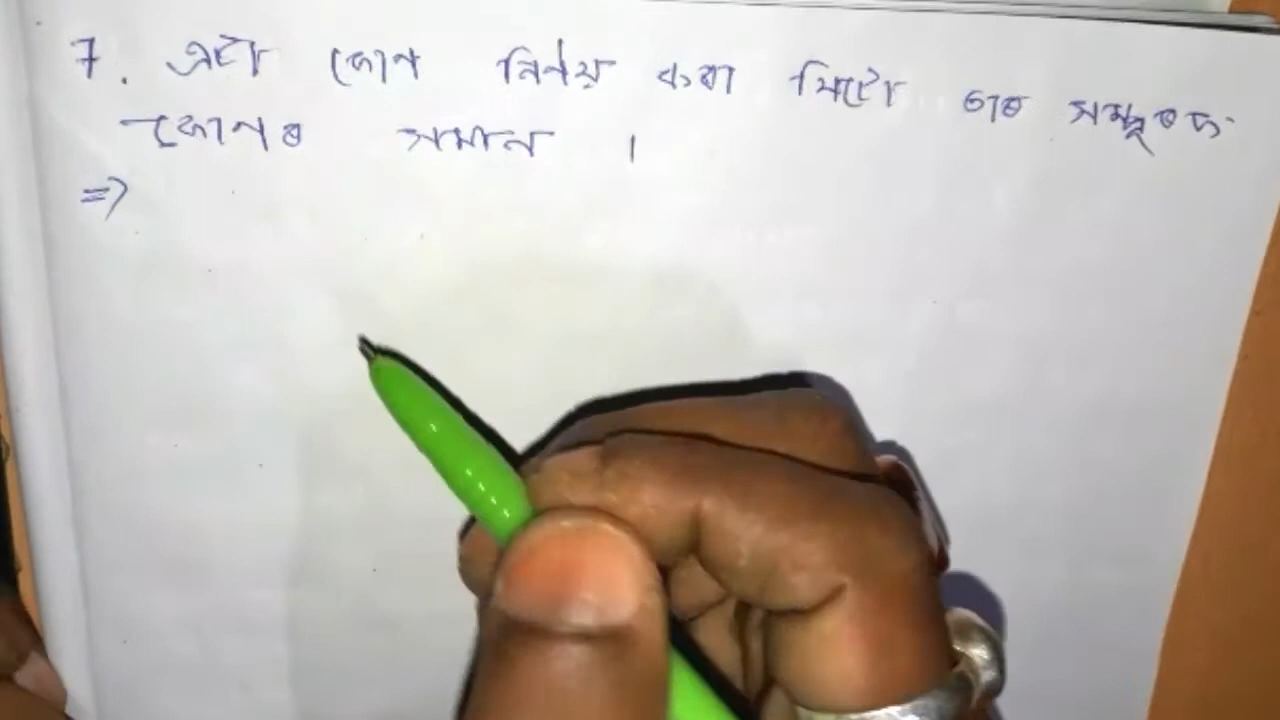 7. এটা কোণ নিৰ্ণয় কৰা যিটো তাৰ সম্পূৰক
কোণৰ সমান ।
=>